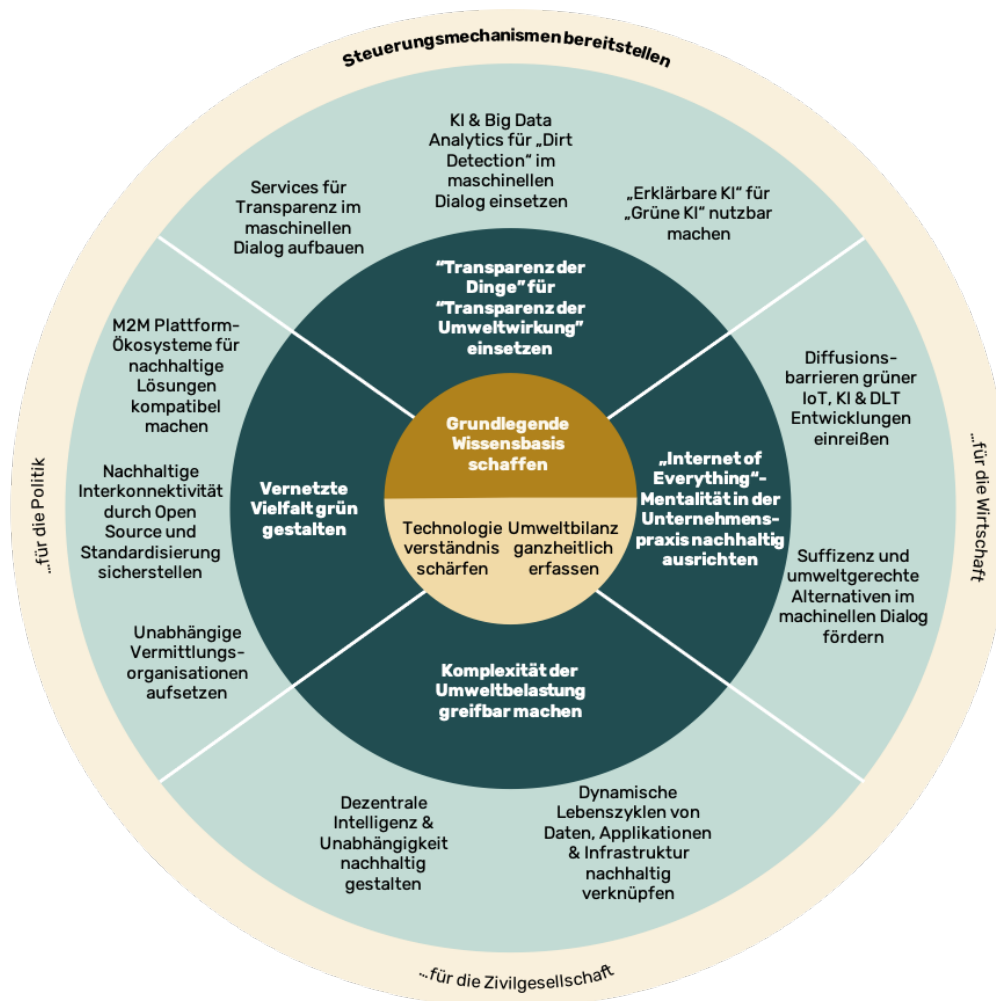 Steuerungsmechanismen bereitstellen
KI & Big Data
Analytics für „Dirt
Detection“ im
maschinellen
Dialog einsetzen
Services für
Transparenz im
maschinellen
Dialog aufbauen
„Erklärbare KI“ für
„Grüne KI“ nutzbar
machen
“Transparenz der
Dinge” für
“Transparenz der
Umweltwirkung”
einsetzen
M2M Plattform-
Ökosysteme für
nachhaltige
Lösungen
kompatibel
machen
Nachhaltige
Interkonnektivität
durch Open
Source und
Standardisierung
sicherstellen
Unabhängige
Vermittlungs-
organisationen
aufsetzen
...für die Politik
Vernetzte
Vielfalt grün
gestalten
Grundlegende
Wissensbasis
schaffen
Technologie
verständnis
schärfen
Umweltbilanz
ganzheitlich
erfassen
„Internet of
Everything“-
Mentalität in der
Unternehmens-
praxis nachhaltig
ausrichten
Diffusions-
barrieren grüner
IoT, KI & DLT
Entwicklungen
einreißen
Suffizenz und
umweltgerechte
Alternativen im
machinellen Dialog
fördern
...für die Wirtschaft
Komplexität der
Umweltbelastung
greifbar machen
Dezentrale
Intelligenz &
Unabhängigkeit
nachhaltig
gestalten
Dynamische
Lebenszyklen von
Daten, Applikationen
& Infrastruktur
nachhaltig
verknüpfen
...für die Zivilgesellschaft